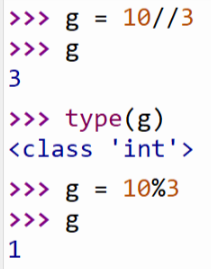 >>> g = 10//3
>>> g
3
>>> type(g)
<class 'int'>
>>> g = 10%3
>>> g
1